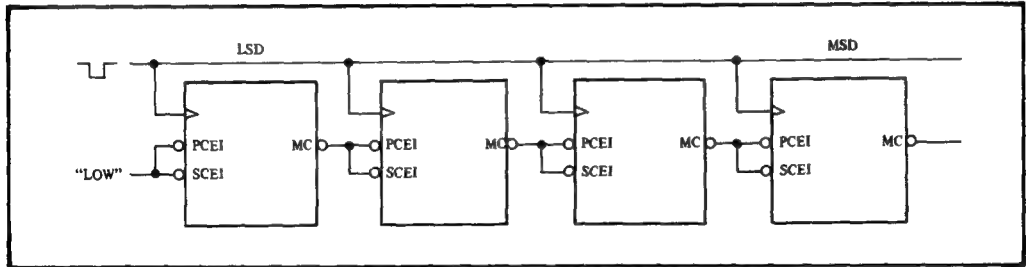 LSD MSD
PCEI MC PCEI MC PCEI MC PCEI MC
"LOW" SCEI SCEI SCEI SCEI